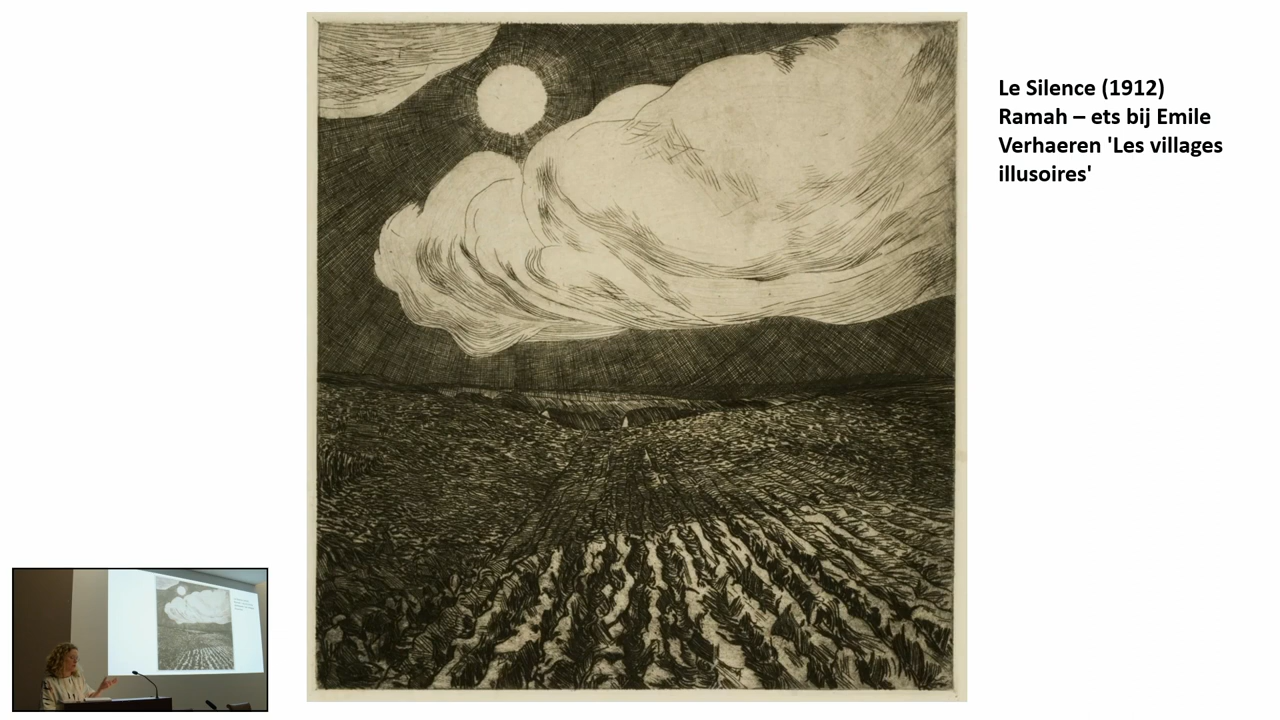 Le Silence (1912)
Ramah – ets bij Emile
Verhaeren 'Les villages
illusoires'